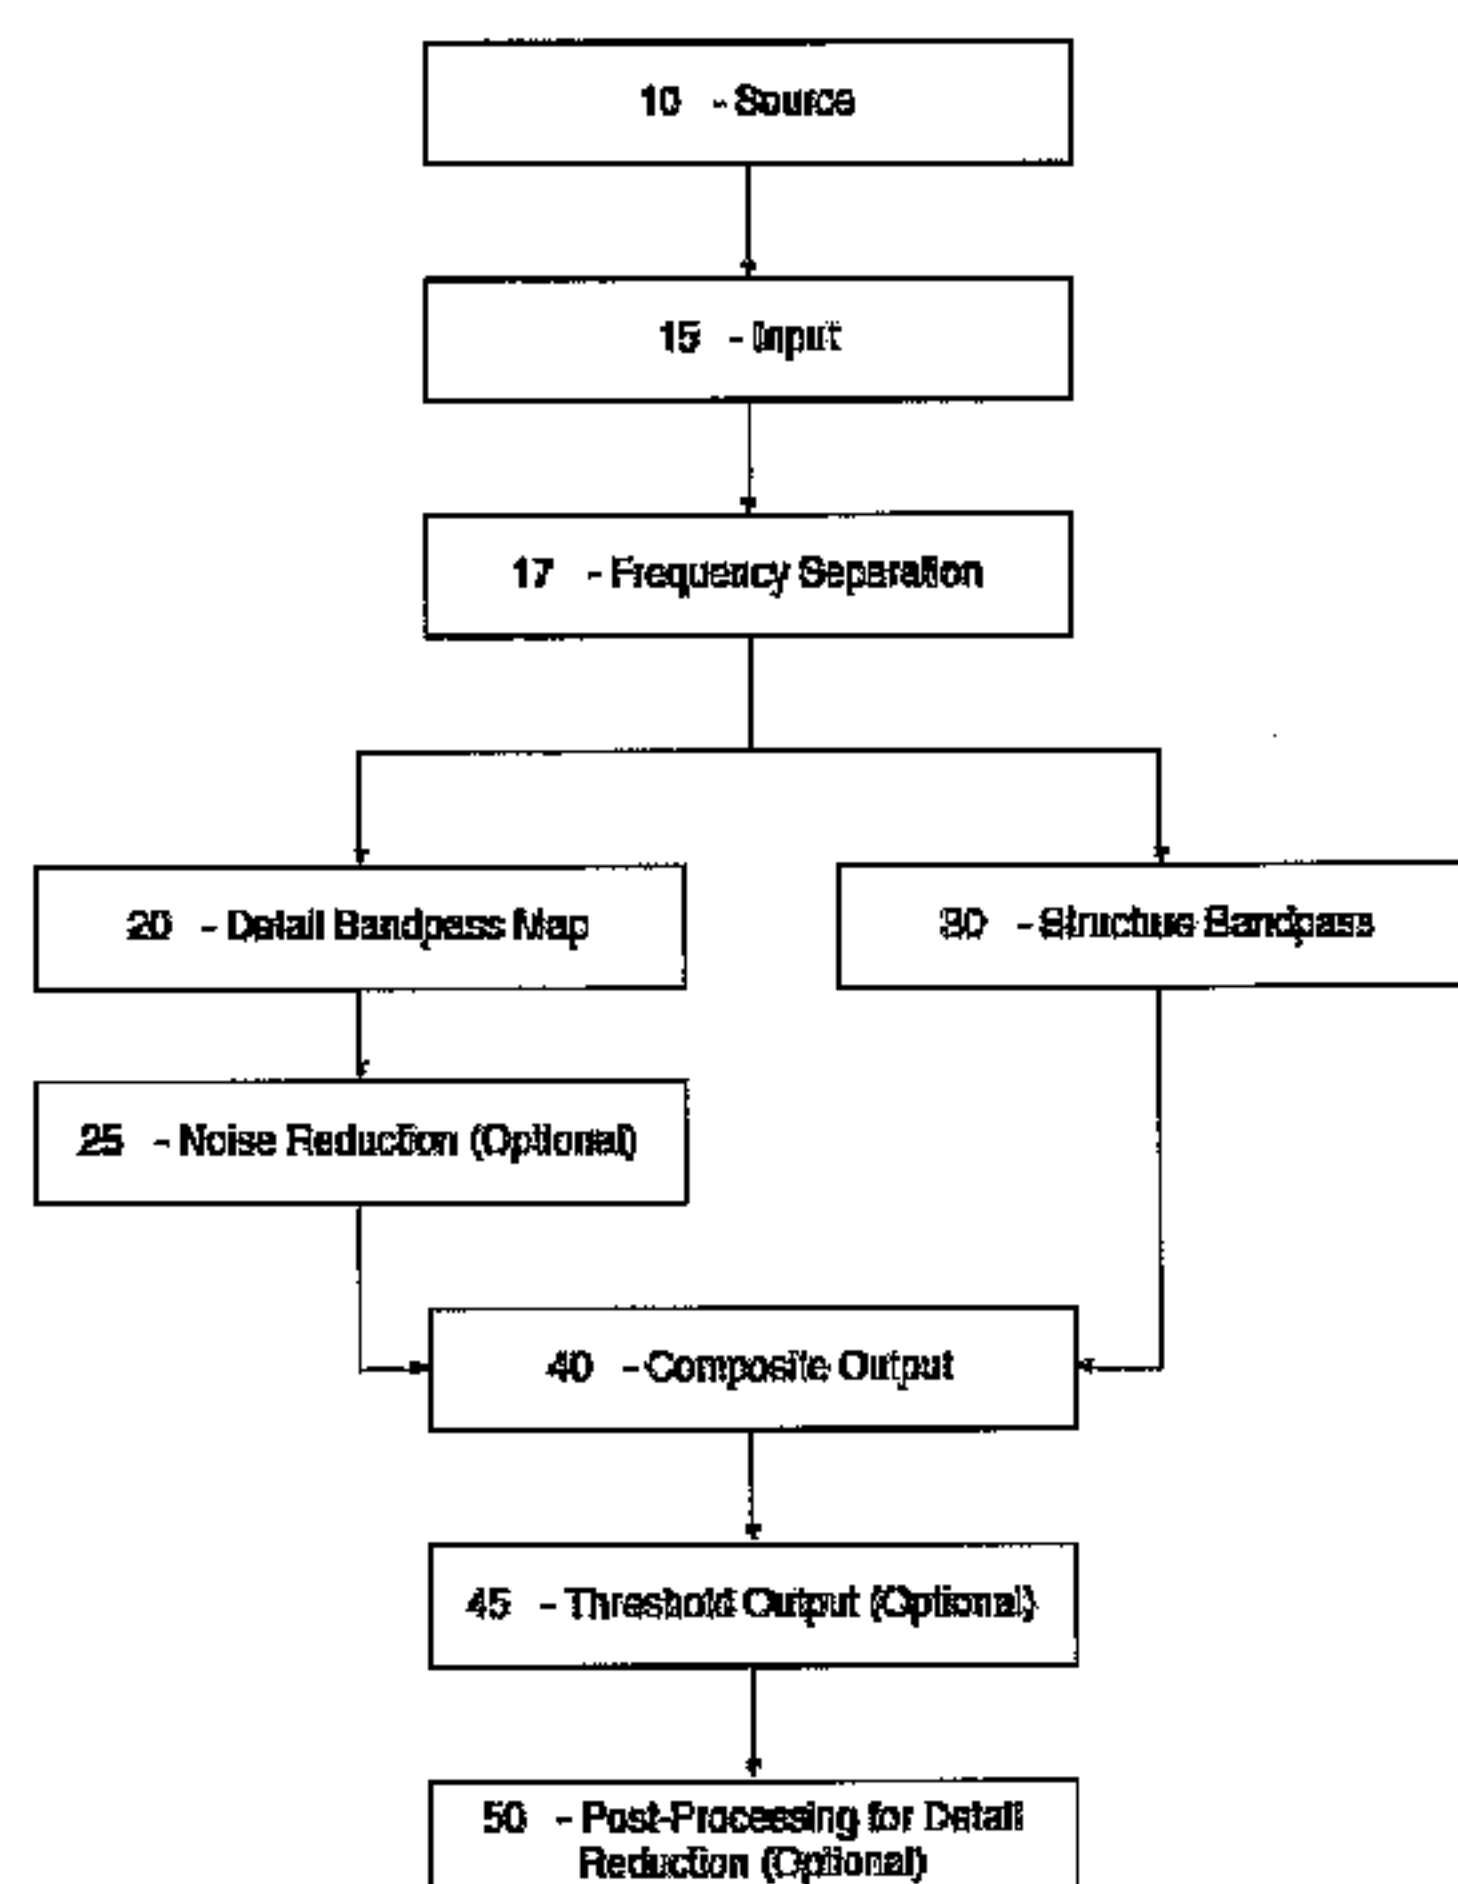 10 - Source
15 - Input
17 - Frequency Separation
20 - Detail Bandpass Map
30 - Structure Bandpass
25 - Noise Reduction (Optional)
40 - Composite Output
45 - Threshold Output (Optional)
50 - Post-Processing for Detail
Reduction (Optional)